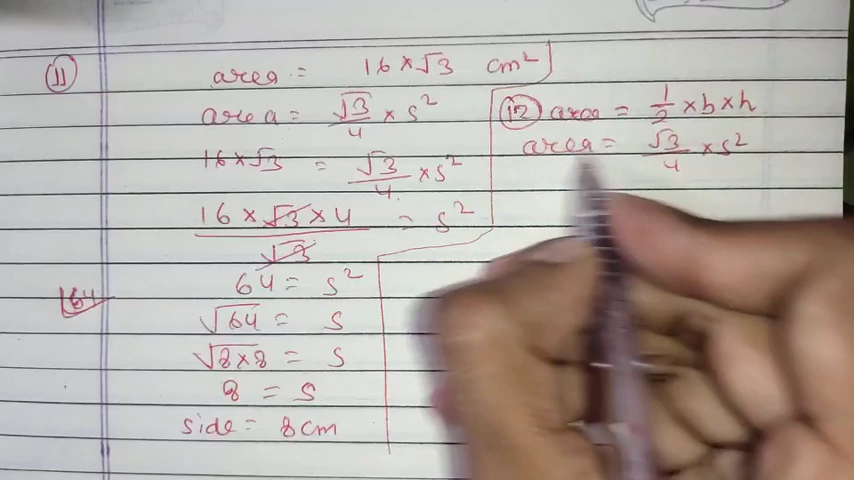 11 area = 16 × √3 cm²
area = √3/4 × s²
16 × √3 = √3/4 × s²
16 × √3 × 4 / √3 = s²
64 = s²
√64 = s
√8×8 = s
8 = s
side = 8cm
64
12 area = 1/2 × b × h
area = √3/4 × s²